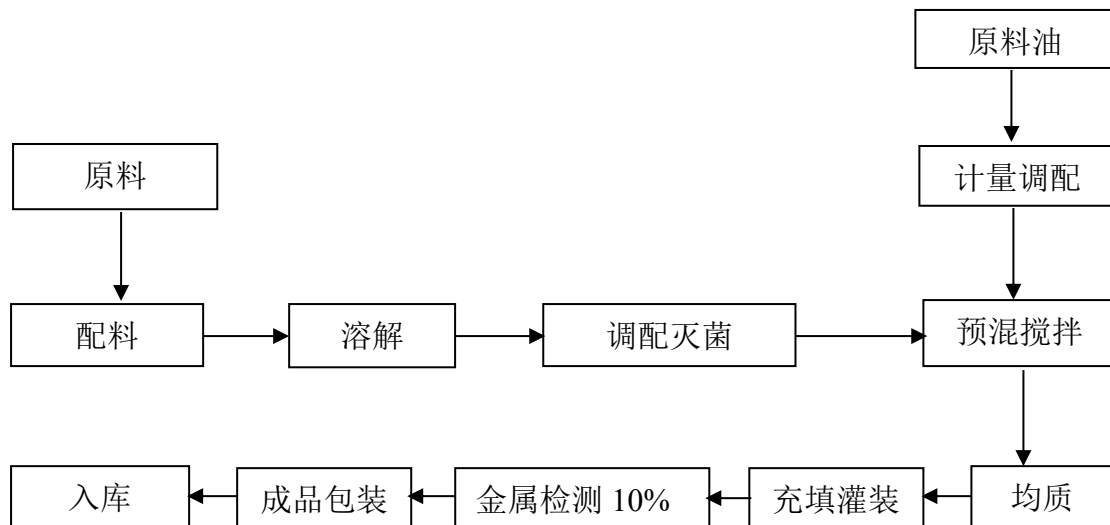 原料油
原料
计量调配
配料
溶解
调配灭菌
预混搅拌
入库
成品包装
金属检测 10%
充填灌装
均质